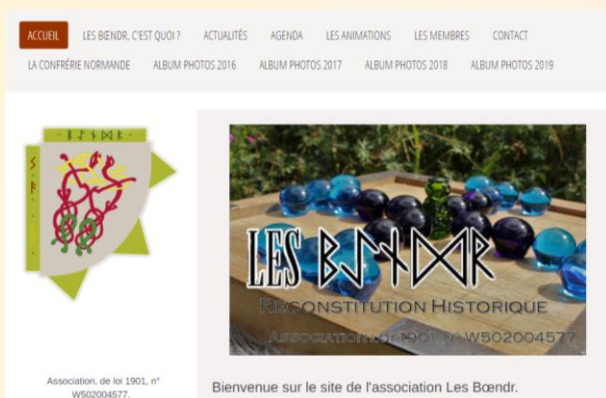 ACCUEIL LES BŒNDR, C'EST QUOI ? ACTUALITÉS AGENDA LES ANIMATIONS LES MEMBRES CONTACT
LA CONFRÉRIE NORMANDE ALBUM PHOTOS 2016 ALBUM PHOTOS 2017 ALBUM PHOTOS 2018 ALBUM PHOTOS 2019
LES
RECONSTITUTION HISTORIQUE
ASSOCIATION LOI 1901 N° W502004577
Association, de loi 1901, n°
W502004577.
Bienvenue sur le site de l'association Les Bœndr.